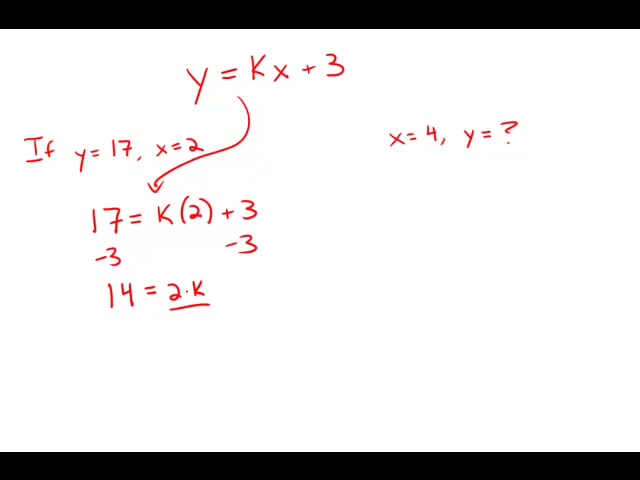 y = Kx + 3
If y = 17, x = 2
x = 4, y = ?
17 = K(2) + 3
-3 -3
14 = 2·K